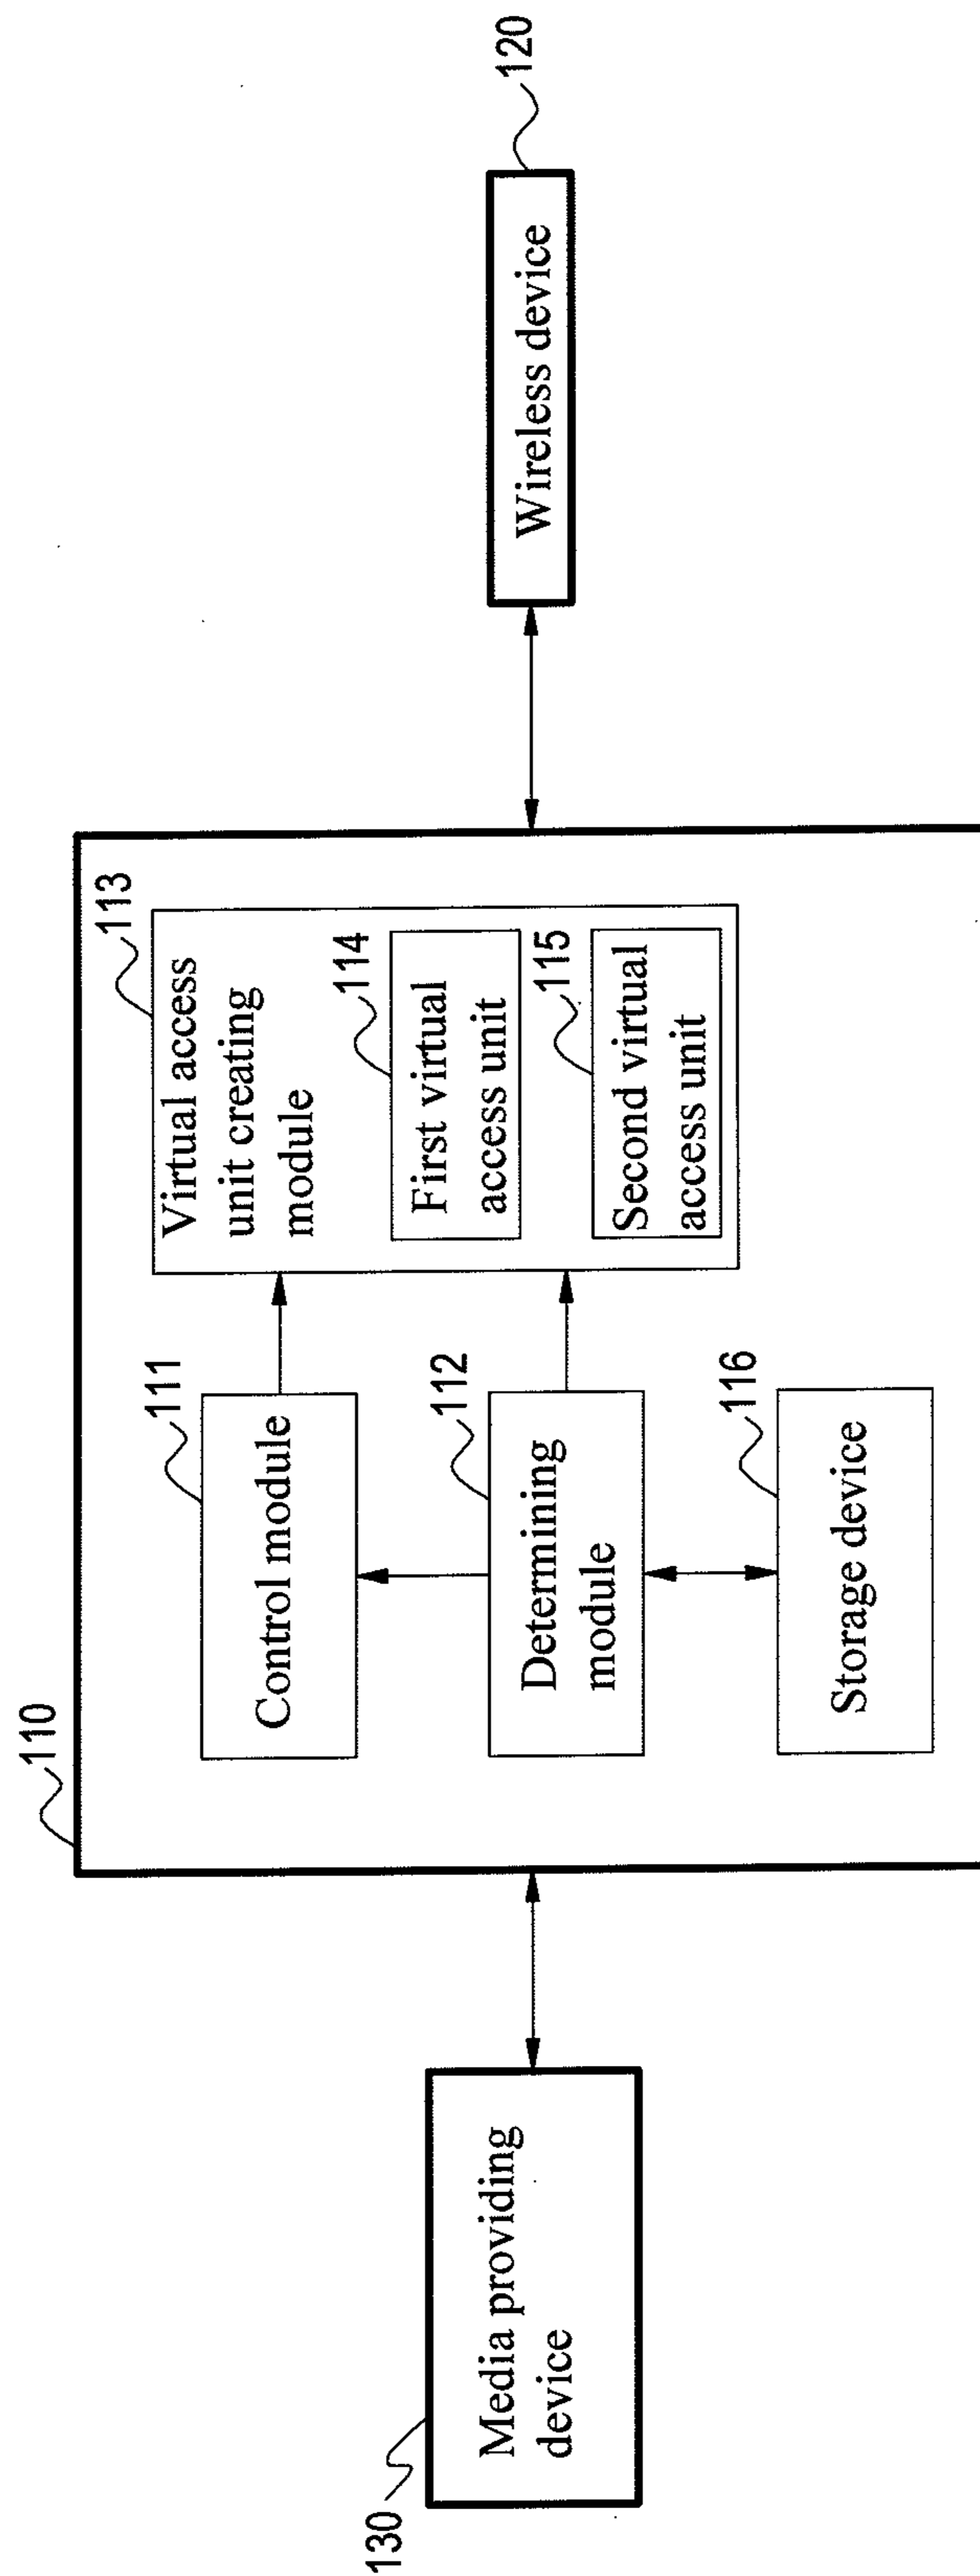 110
111
Control module
112
Determining
module
116
Storage device
113
Virtual access
unit creating
module
114
First virtual
access unit
115
Second virtual
access unit
120
Wireless device
130
Media providing
device